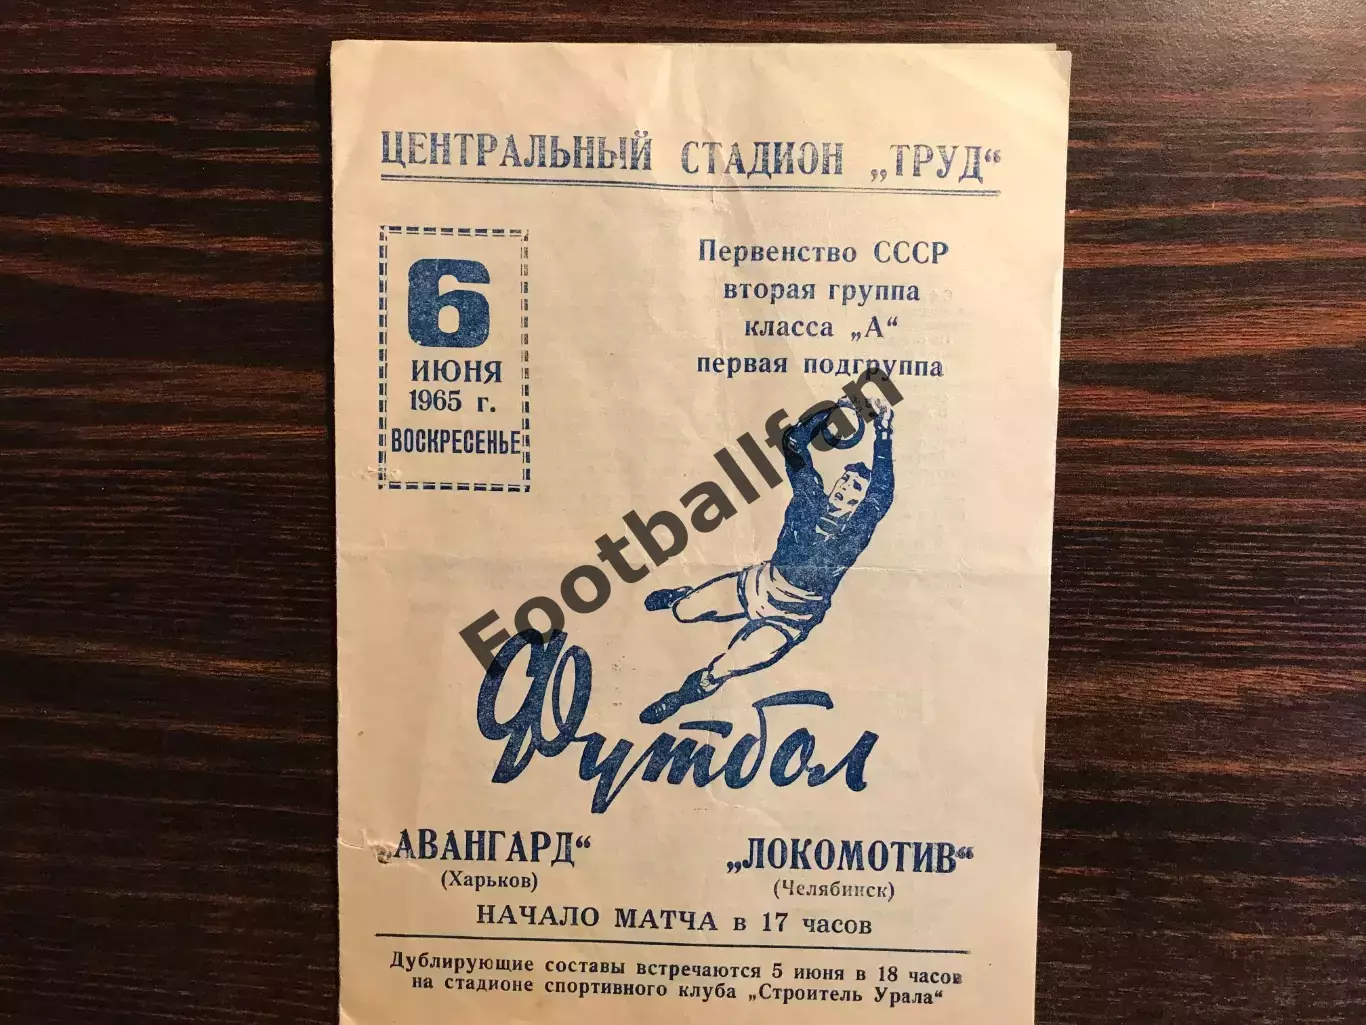 ЦЕНТРАЛЬНЫЙ СТАДИОН „ТРУД“
6
ИЮНЯ
1965 г.
ВОСКРЕСЕНЬЕ
Первенство СССР
вторая группа
класса „А“
первая подгруппа
Footballfan
Футбол
„АВАНГАРД“
(Харьков)
„ЛОКОМОТИВ“
(Челябинск)
НАЧАЛО МАТЧА в 17 часов
Дублирующие составы встречаются 5 июня в 18 часов
на стадионе спортивного клуба „Строитель Урала“